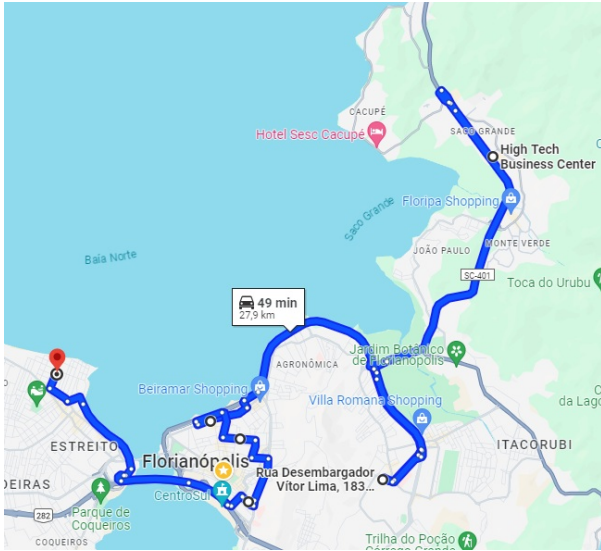 CACUPÉ
Hotel Sesc Cacupé
SACO GRANDE
High Tech
Business Center
Floripa Shopping
Saco Grande
JOÃO PAULO
MONTE VERDE
Baía Norte
SC-401
Toca do Urubu
49 min
27,9 km
Jardim Botânico
de Florianópolis
AGRONÔMICA
Beiramar Shopping
Villa Romana Shopping
C
da Lago
ESTREITO
ITACORUBI
Florianópolis
Rua Desembargador
Vítor Lima, 183...
DEIRAS
CentroSul
Parque de
Coqueiros
282
COQUEIROS
Trilha do Poção
Córrego Grande